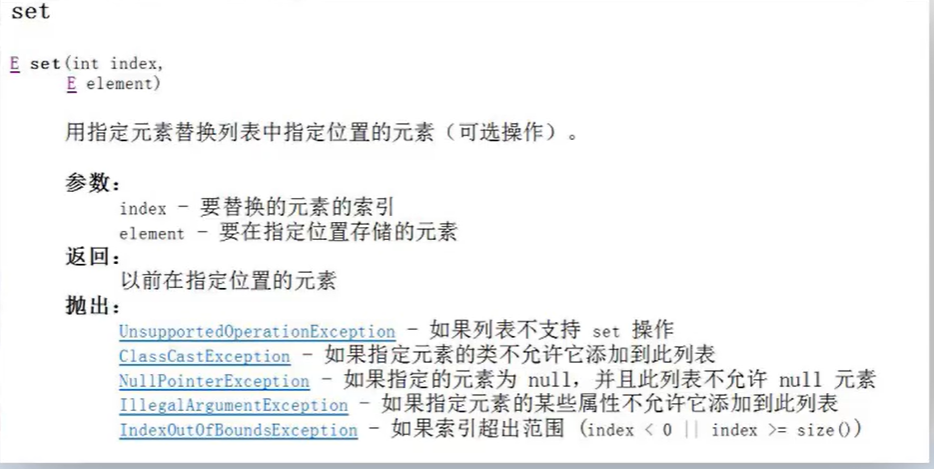 set
E set(int index,
E element)
用指定元素替换列表中指定位置的元素（可选操作）。
参数：
index - 要替换的元素的索引
element - 要在指定位置存储的元素
返回：
以前在指定位置的元素
抛出：
UnsupportedOperationException - 如果列表不支持 set 操作
ClassCastException - 如果指定元素的类不允许它添加到此列表
NullPointerException - 如果指定的元素为 null，并且此列表不允许 null 元素
IllegalArgumentException - 如果指定元素的某些属性不允许它添加到此列表
IndexOutOfBoundsException - 如果索引超出范围 (index < 0 || index >= size())